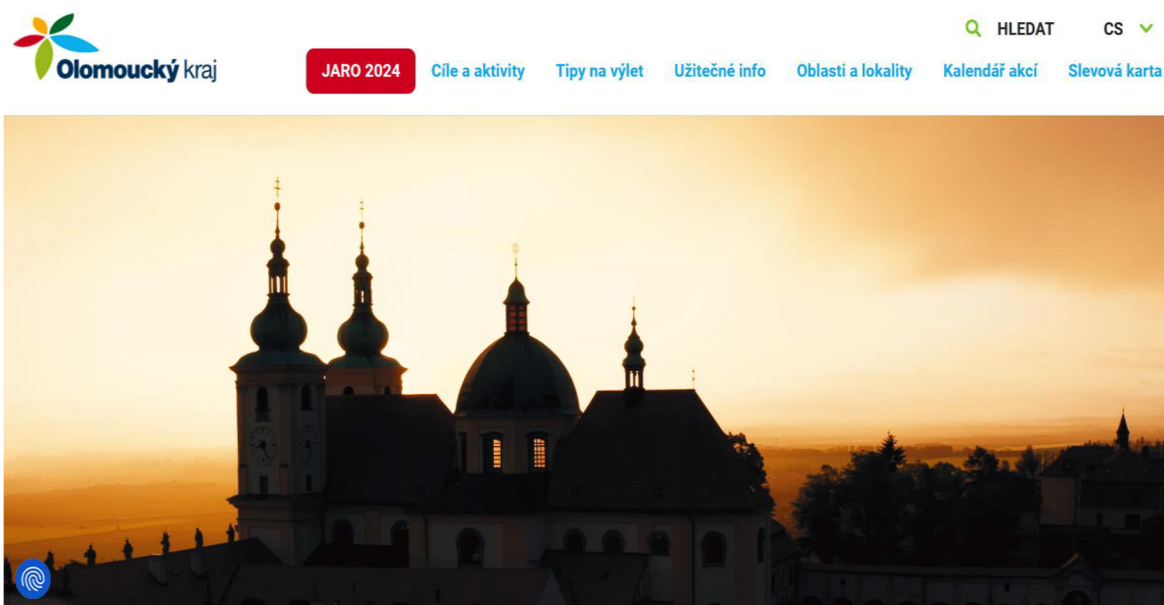 HLEDAT CS
Olomoucký kraj
JARO 2024 Cíle a aktivity Tipy na výlet Užitečné info Oblasti a lokality Kalendář akcí Slevová karta